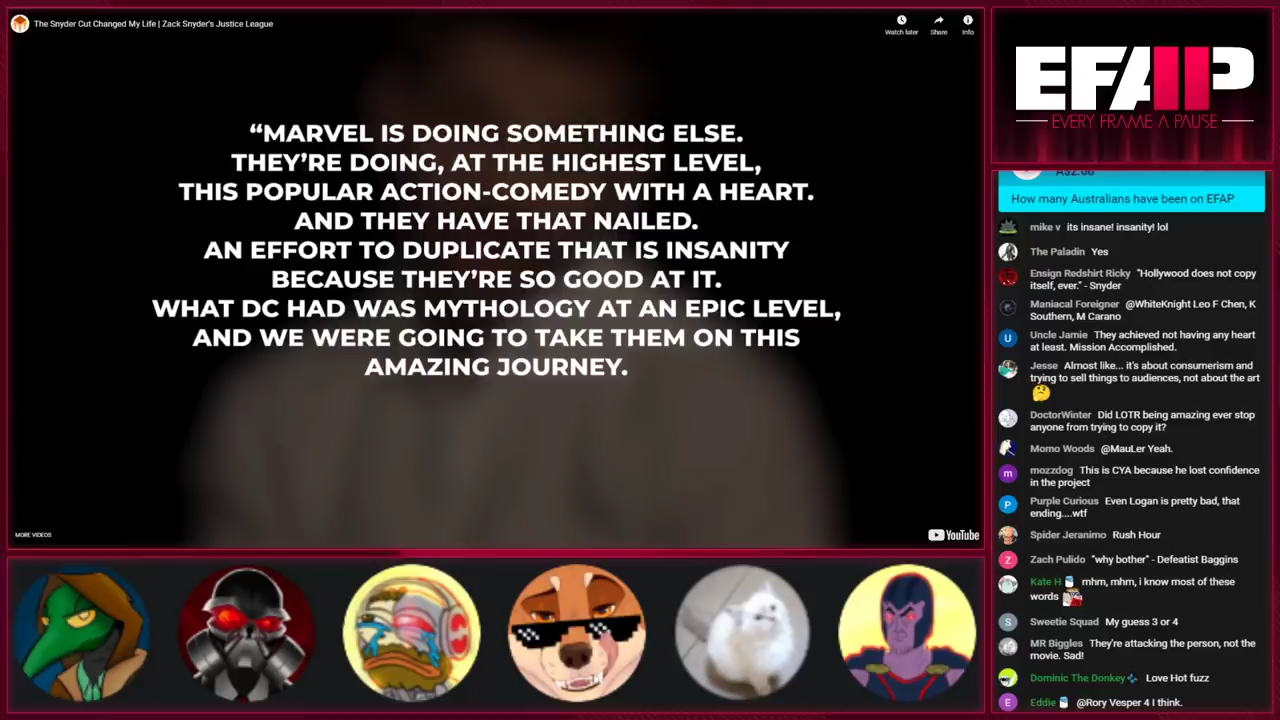 The Snyder Cut Changed My Life | Zack Snyder's Justice League
Watch later
Share
Info
“MARVEL IS DOING SOMETHING ELSE.
THEY’RE DOING, AT THE HIGHEST LEVEL,
THIS POPULAR ACTION-COMEDY WITH A HEART.
AND THEY HAVE THAT NAILED.
AN EFFORT TO DUPLICATE THAT IS INSANITY
BECAUSE THEY’RE SO GOOD AT IT.
WHAT DC HAD WAS MYTHOLOGY AT AN EPIC LEVEL,
AND WE WERE GOING TO TAKE THEM ON THIS
AMAZING JOURNEY.
MORE VIDEOS
YouTube
EFAP
EVERY FRAME A PAUSE
How many Australians have been on EFAP
mike v its insane! insanity! lol
The Paladin Yes
Ensign Redshirt Ricky "Hollywood does not copy
itself, ever." - Snyder
Maniacal Foreigner @WhiteKnight Leo F Chen, K
Southern, M Carano
U
Uncle Jamie They achieved not having any heart
at least. Mission Accomplished.
Jesse Almost like... it's about consumerism and
trying to sell things to audiences, not about the art
DoctorWinter Did LOTR being amazing ever stop
anyone from trying to copy it?
Momo Woods @MauLer Yeah.
m
mozzdog This is CYA because he lost confidence
in the project
P
Purple Curious Even Logan is pretty bad, that
ending....wtf
Spider Jeranimo Rush Hour
Z
Zach Pulido "why bother" - Defeatist Baggins
Kate H mhm, mhm, i know most of these
words
S
Sweetie Squad My guess 3 or 4
MR Biggles They're attacking the person, not the
movie. Sad!
Dominic The Donkey Love Hot fuzz
E
Eddie @Rory Vesper 4 I think.